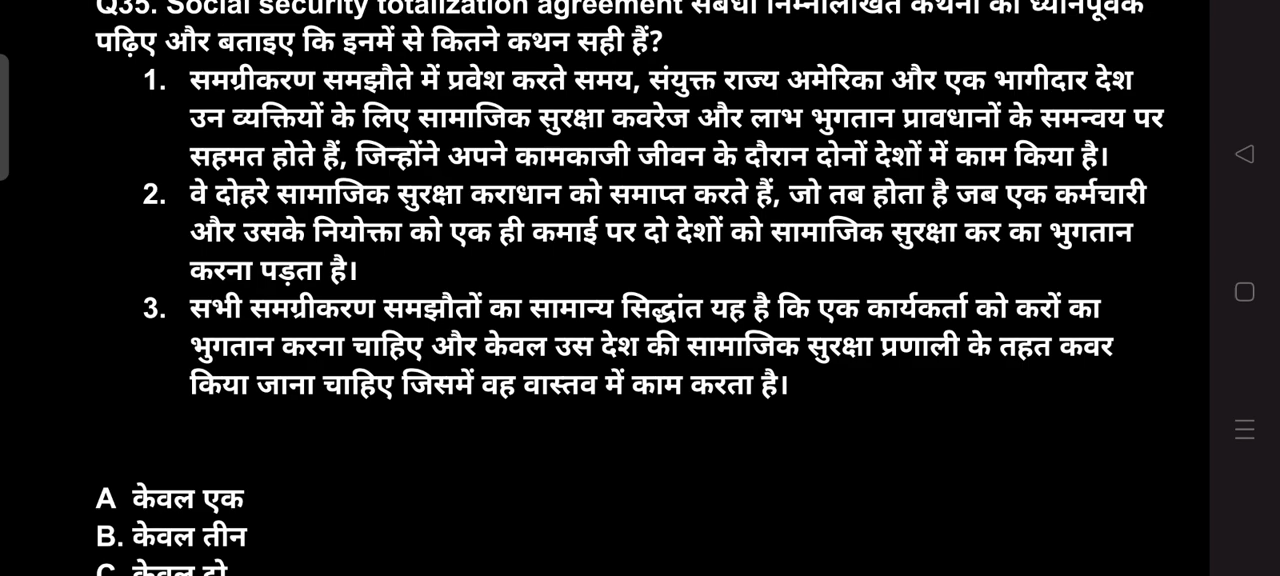 Q35. Social security totalization agreement संबंधी निम्नलिखित कथनों को ध्यानपूर्वक
पढ़िए और बताइए कि इनमें से कितने कथन सही हैं?
1. समग्रीकरण समझौते में प्रवेश करते समय, संयुक्त राज्य अमेरिका और एक भागीदार देश
उन व्यक्तियों के लिए सामाजिक सुरक्षा कवरेज और लाभ भुगतान प्रावधानों के समन्वय पर
सहमत होते हैं, जिन्होंने अपने कामकाजी जीवन के दौरान दोनों देशों में काम किया है।
2. वे दोहरे सामाजिक सुरक्षा कराधान को समाप्त करते हैं, जो तब होता है जब एक कर्मचारी
और उसके नियोक्ता को एक ही कमाई पर दो देशों को सामाजिक सुरक्षा कर का भुगतान
करना पड़ता है।
3. सभी समग्रीकरण समझौतों का सामान्य सिद्धांत यह है कि एक कार्यकर्ता को करों का
भुगतान करना चाहिए और केवल उस देश की सामाजिक सुरक्षा प्रणाली के तहत कवर
किया जाना चाहिए जिसमें वह वास्तव में काम करता है।
A केवल एक
B. केवल तीन
C. केवल दो